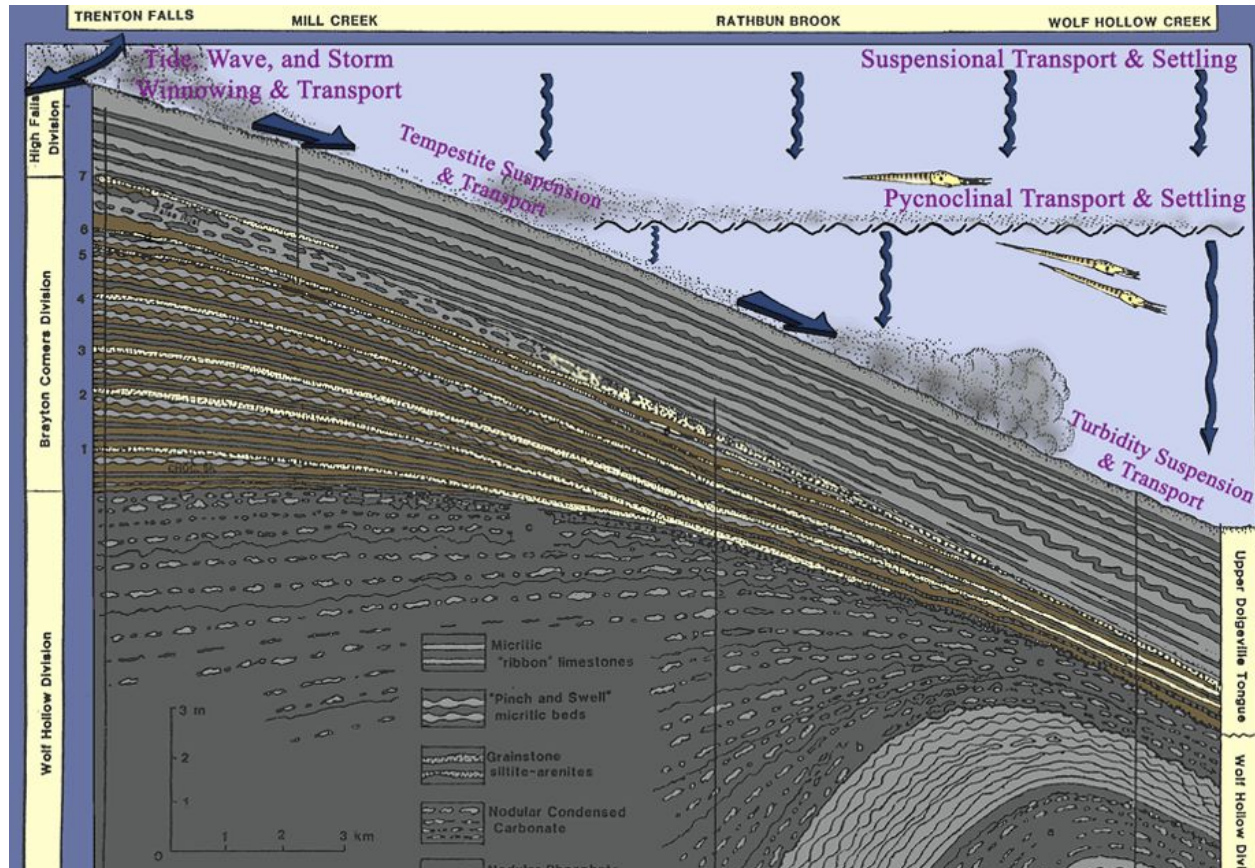 TRENTON FALLS
MILL CREEK
RATHBUN BROOK
WOLF HOLLOW CREEK
Tide, Wave, and Storm
Winnowing & Transport
Suspensional Transport & Settling
Tempestite Suspension
& Transport
Pycnoclinal Transport & Settling
Turbidity Suspension
& Transport
High Falls
Division
Brayton Corners Division
Wolf Hollow Division
7
6
5
4
3
2
1
Upper Dolgeville Tongue
Wolf Hollow Divi
Micritic
"ribbon" limestones
"Pinch and Swell"
micritic beds
Grainstone
siltite-arenites
Nodular Condensed
Carbonate
Nodular Phosphate
3 m
2
1
0
1
2
3 km
c
c
b
a